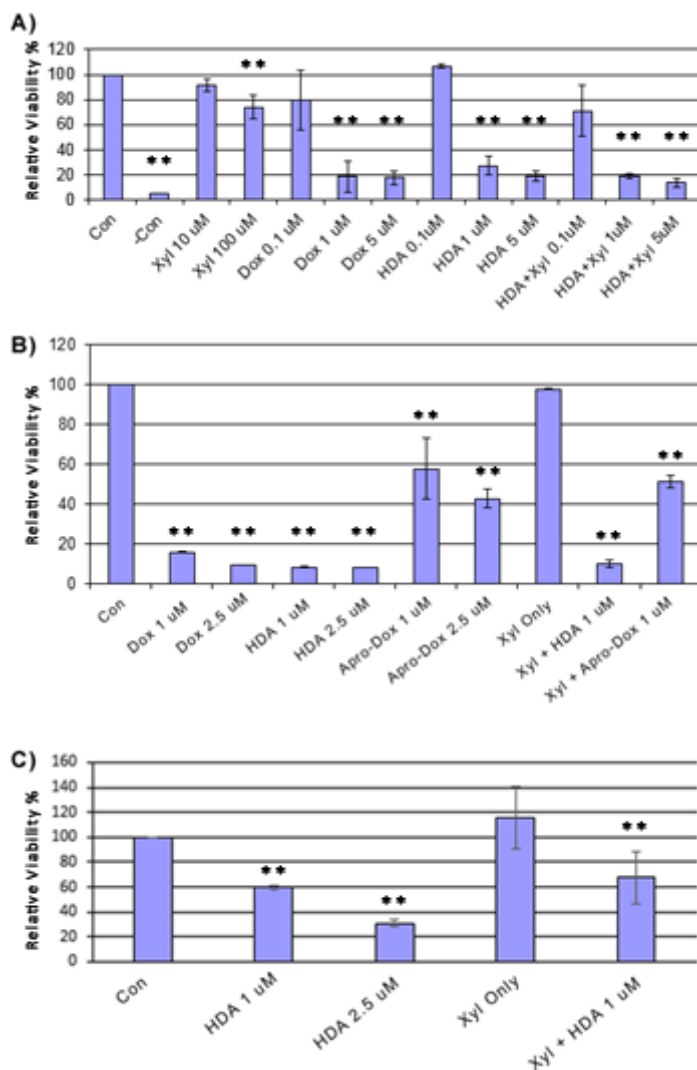 A)
Relative Viability %
120
100
80
60
40
20
0
**
**
**
**
**
**
**
**
Con
-Con
Xyl 10 uM
Xyl 100 uM
Dox 0.1 uM
Dox 1 uM
Dox 5 uM
HDA 0.1uM
HDA1 uM
HDA 5 uM
HDA+Xyl 0.1uM
HDA+Xyl 1uM
HDA+Xyl 5uM
B)
Relative Viability %
120
100
80
60
40
20
0
**
**
**
**
**
**
**
**
Con
Dox 1 uM
Dox 2.5 uM
HDA 1 uM
HDA 2.5 uM
Apro-Dox 1 uM
Apro-Dox 2.5 uM
Xyl Only
Xyl + HDA 1 uM
Xyl + Apro-Dox 1 uM
C)
Relative Viability %
160
140
120
100
80
60
40
20
0
**
**
**
Con
HDA 1 uM
HDA 2.5 uM
Xyl Only
Xyl + HDA 1 uM